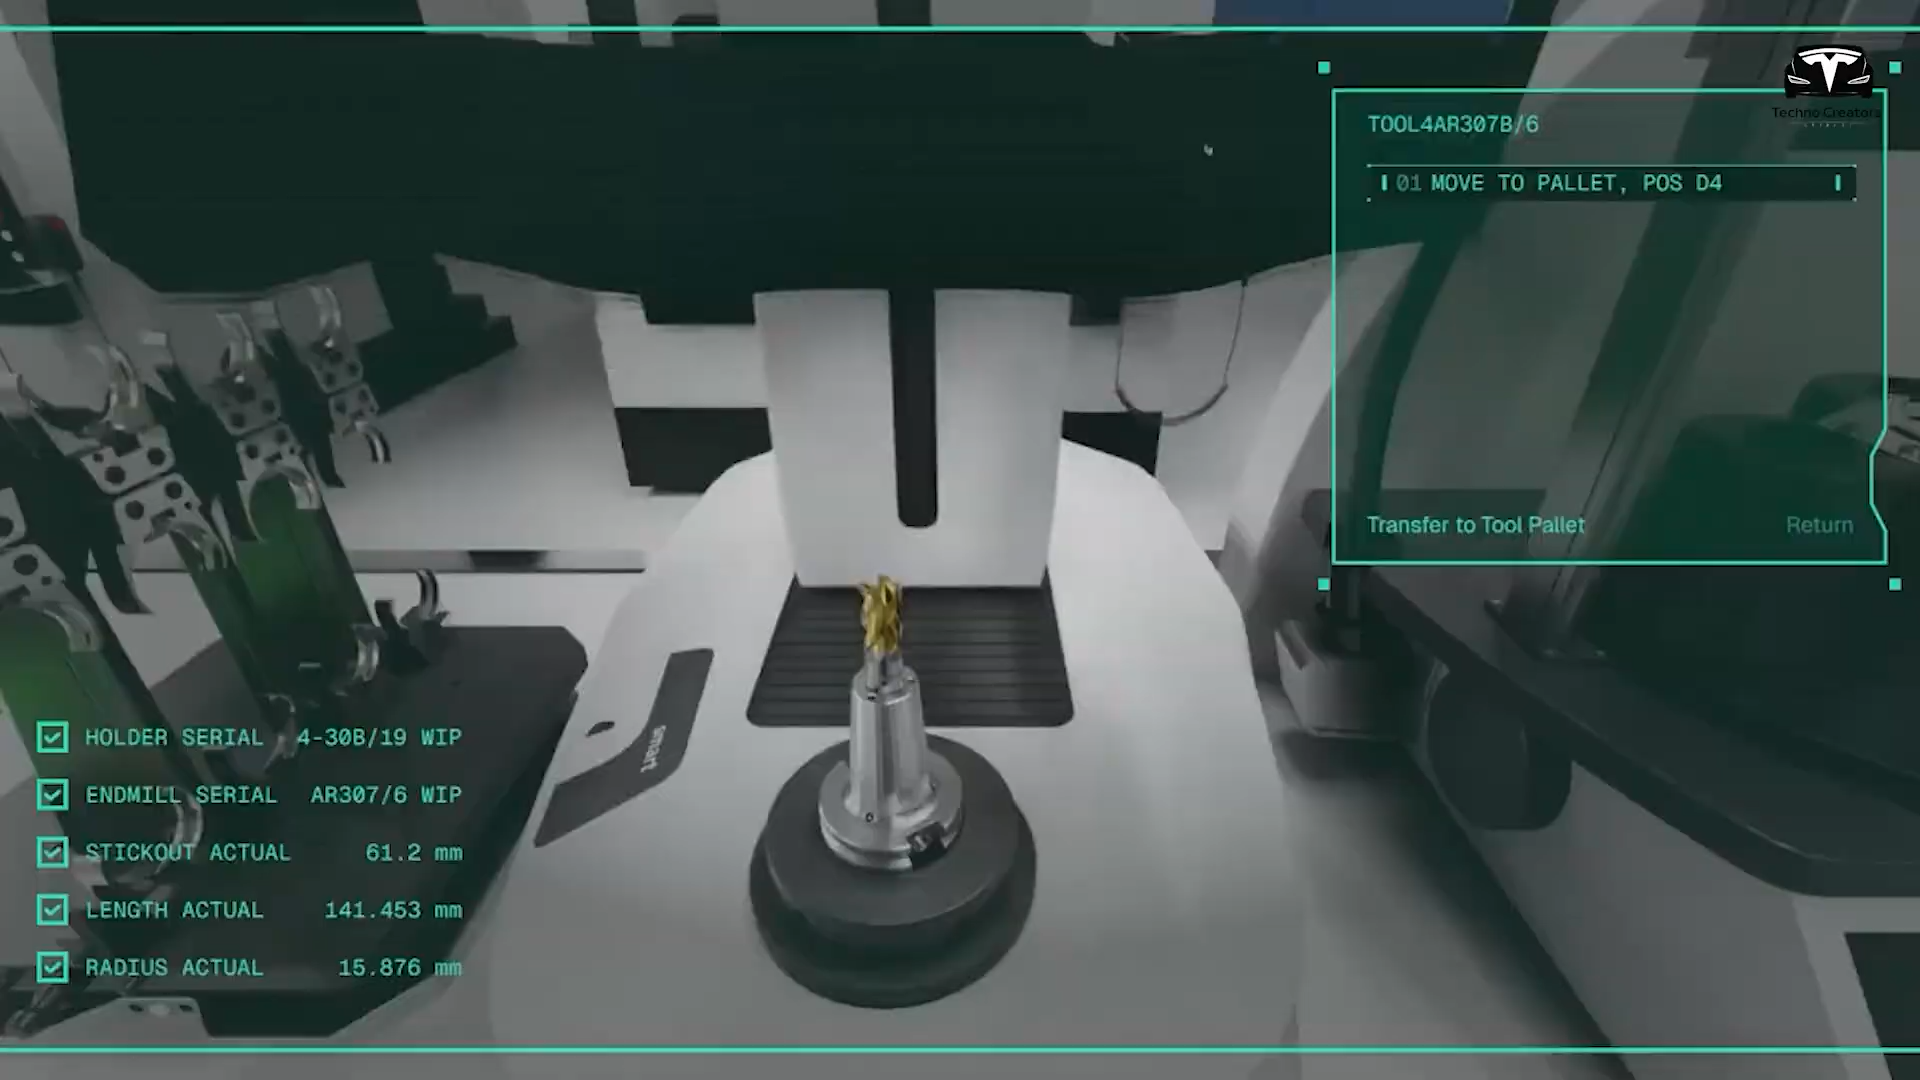 Techno Creators
TOOL4AR307B/6
01 MOVE TO PALLET, POS D4
Transfer to Tool Pallet
Return
smart
HOLDER SERIAL 4-30B/19 WIP
ENDMILL SERIAL AR307/6 WIP
STICKOUT ACTUAL 61.2 mm
LENGTH ACTUAL 141.453 mm
RADIUS ACTUAL 15.876 mm